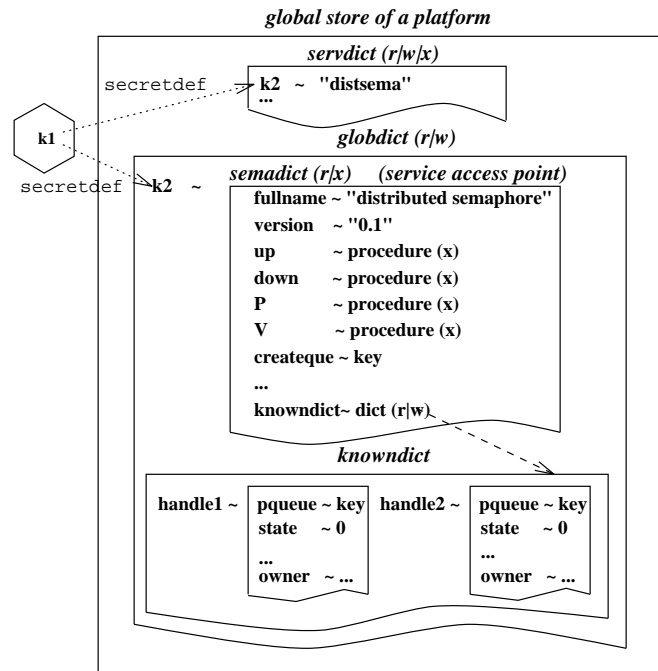 global store of a platform
servdict (r|w|x)
secretdef
k2 ~ "distsema"
...
k1
globdict (r/w)
semadict (r|x) (service access point)
secretdef
k2 ~
fullname ~ "distributed semaphore"
version ~ "0.1"
up ~ procedure (x)
down ~ procedure (x)
P ~ procedure (x)
V ~ procedure (x)
createque ~ key
...
knowndict~ dict (r|w)
knowndict
handle1 ~ pqueue ~ key handle2 ~ pqueue ~ key
state ~ 0 state ~ 0
... ...
owner ~ ... owner ~ ...